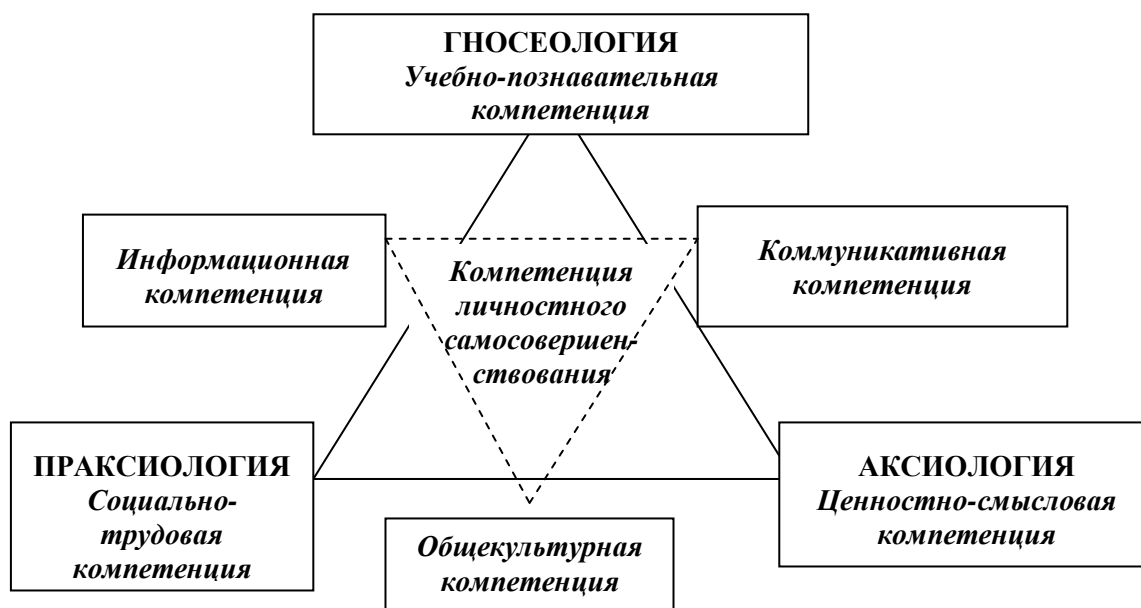 ГНОСЕОЛОГИЯ
Учебно-познавательная
компетенция
Информационная
компетенция
Компетенция
личностного
самосовершен-
ствования
Коммуникативная
компетенция
ПРАКСИОЛОГИЯ
Социально-
трудовая
компетенция
Общекультурная
компетенция
АКСИОЛОГИЯ
Ценностно-смысловая
компетенция